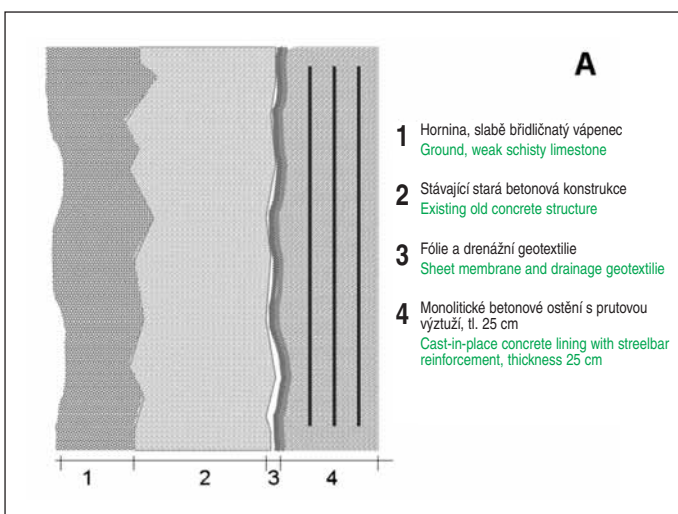 A
1 Hornina, slabě břidličnatý vápenec
Ground, weak schisty limestone
2 Stávající stará betonová konstrukce
Existing old concrete structure
3 Fólie a drenážní geotextilie
Sheet membrane and drainage geotextilie
4 Monolitické betonové ostění s prutovou
výztuží, tl. 25 cm
Cast-in-place concrete lining with streelbar
reinforcement, thickness 25 cm
1 2 3 4